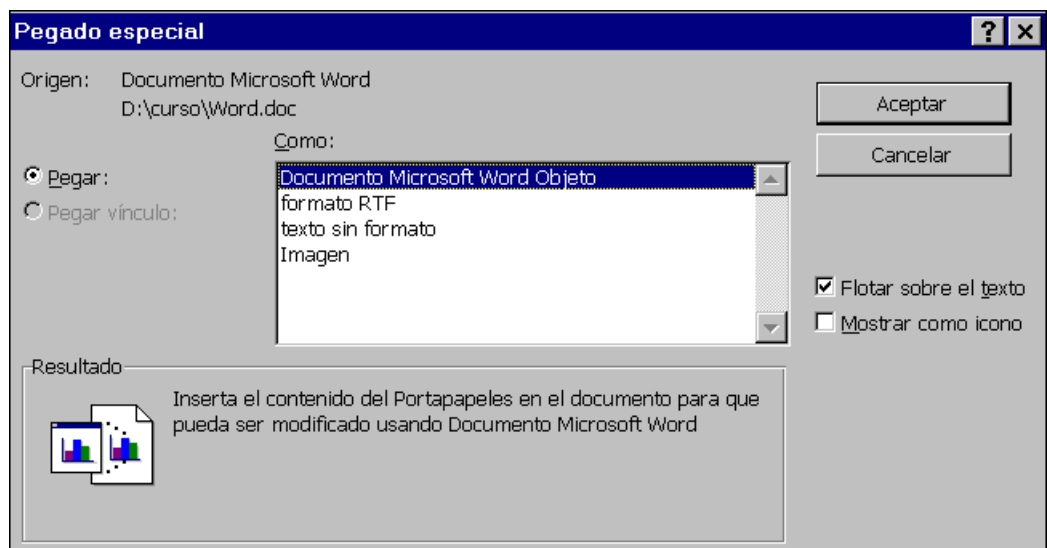 Pegado especial
Origen: Documento Microsoft Word
D:\curso\Word.doc
Aceptar
Cancelar
Como:
Pegar:
Pegar vínculo:
Documento Microsoft Word Objeto
formato RTF
texto sin formato
Imagen
Flotar sobre el texto
Mostrar como icono
Resultado
Inserta el contenido del Portapapeles en el documento para que
pueda ser modificado usando Documento Microsoft Word